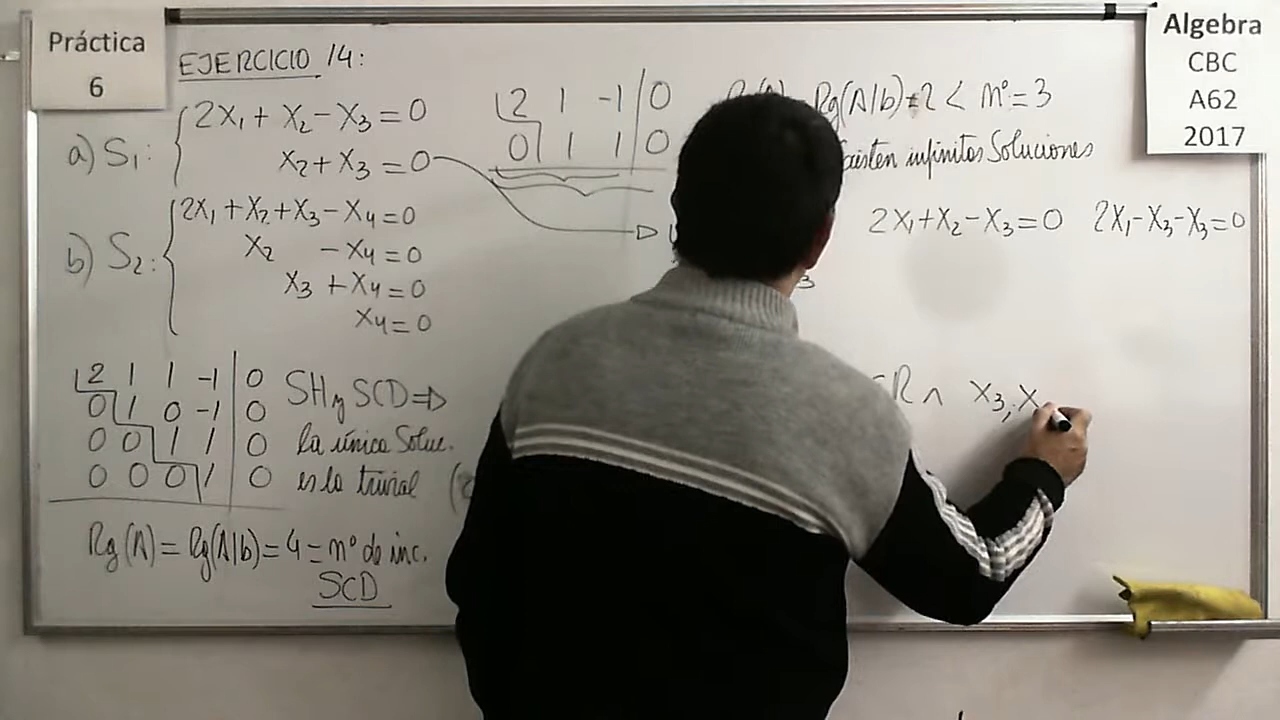 Práctica
6
EJERCICIO 14:
a) S₁:
2X₁ + X₂ - X₃ = 0
X₂ + X₃ = 0
2 1 -1 | 0
0 1 1 | 0
Rg(A|b) = 2 < nº = 3
existen infinitas Soluciones
2X₁ + X₂ - X₃ = 0 2X₁ - X₃ - X₃ = 0
b) S₂:
2X₁ + X₂ + X₃ - X₄ = 0
X₂ - X₄ = 0
X₃ + X₄ = 0
X₄ = 0
2 1 1 -1 | 0
0 1 0 -1 | 0
0 0 1 1 | 0
0 0 0 1 | 0
SH y SCD ⇒
la única Soluc.
es la trivial
Rg(A) = Rg(A|b) = 4 = nº de inc.
SCD
R ∧ X₃, X
Algebra
CBC
A62
2017